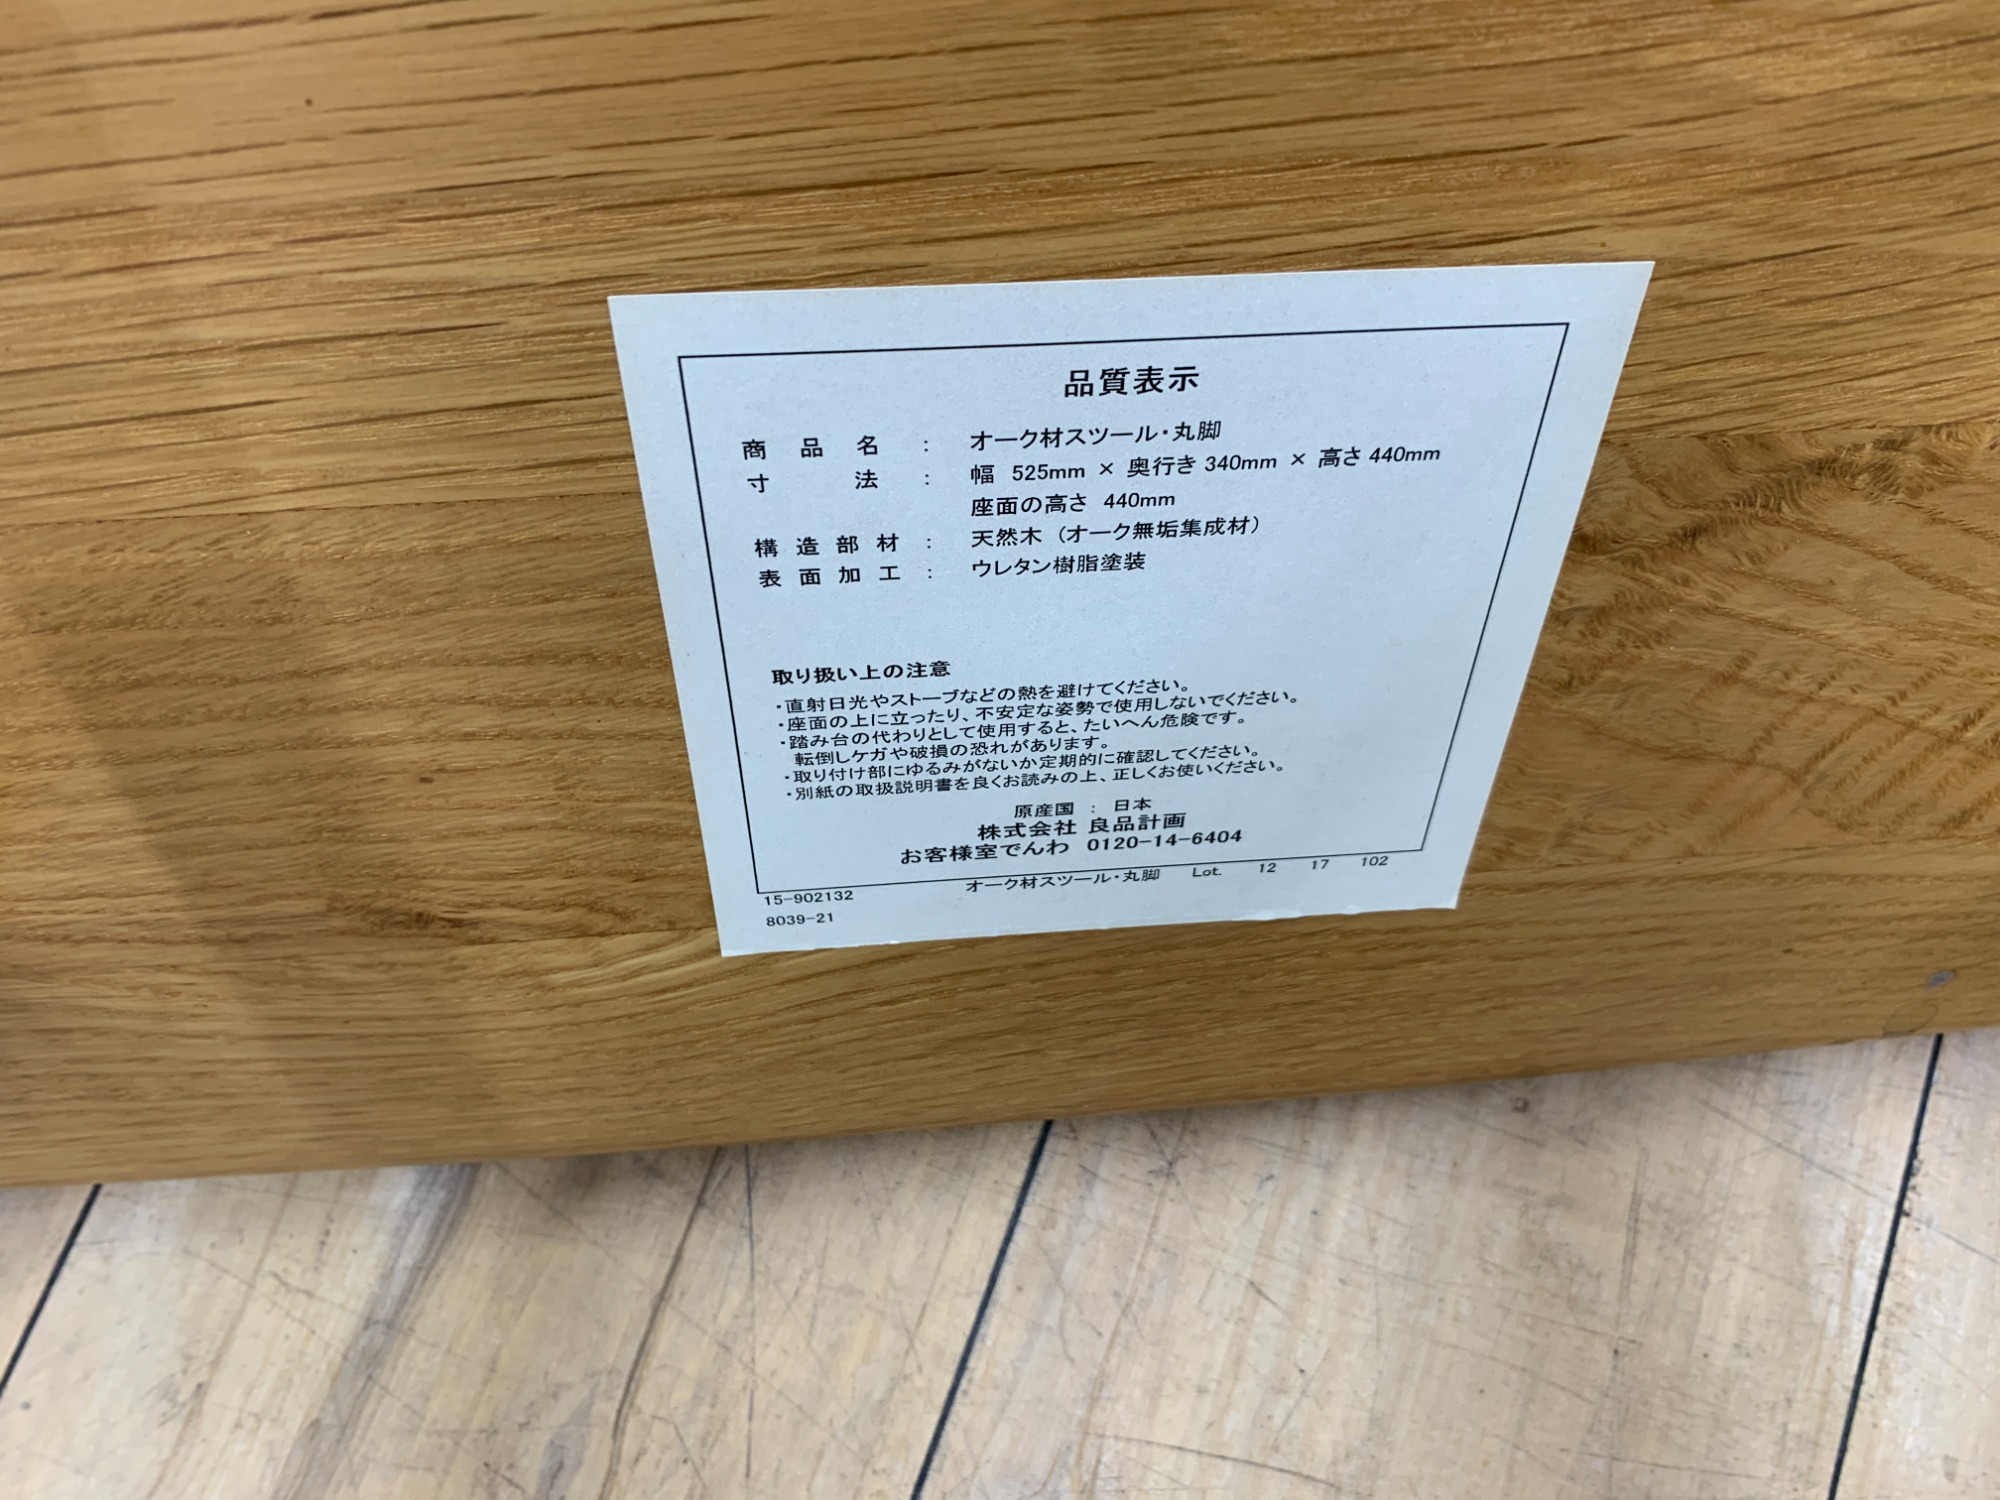 品質表示
商品名 : オーク材スツール・丸脚
寸法 : 幅 525mm × 奥行き 340mm × 高さ 440mm
座面の高さ 440mm
構造部材 : 天然木(オーク無垢集成材)
表面加工 : ウレタン樹脂塗装
取り扱い上の注意
・直射日光やストーブなどの熱を避けてください。
・座面の上に立ったり、不安定な姿勢で使用しないでください。
・踏み台の代わりとして使用すると、たいへん危険です。
転倒しケガや破損の恐れがあります。
・取り付け部にゆるみがないか定期的に確認してください。
・別紙の取扱説明書を良くお読みの上、正しくお使いください。
原産国 : 日本
株式会社 良品計画
お客様室でんわ 0120-14-6404
15-902132 オーク材スツール・丸脚 Lot. 12 17 102
8039-21